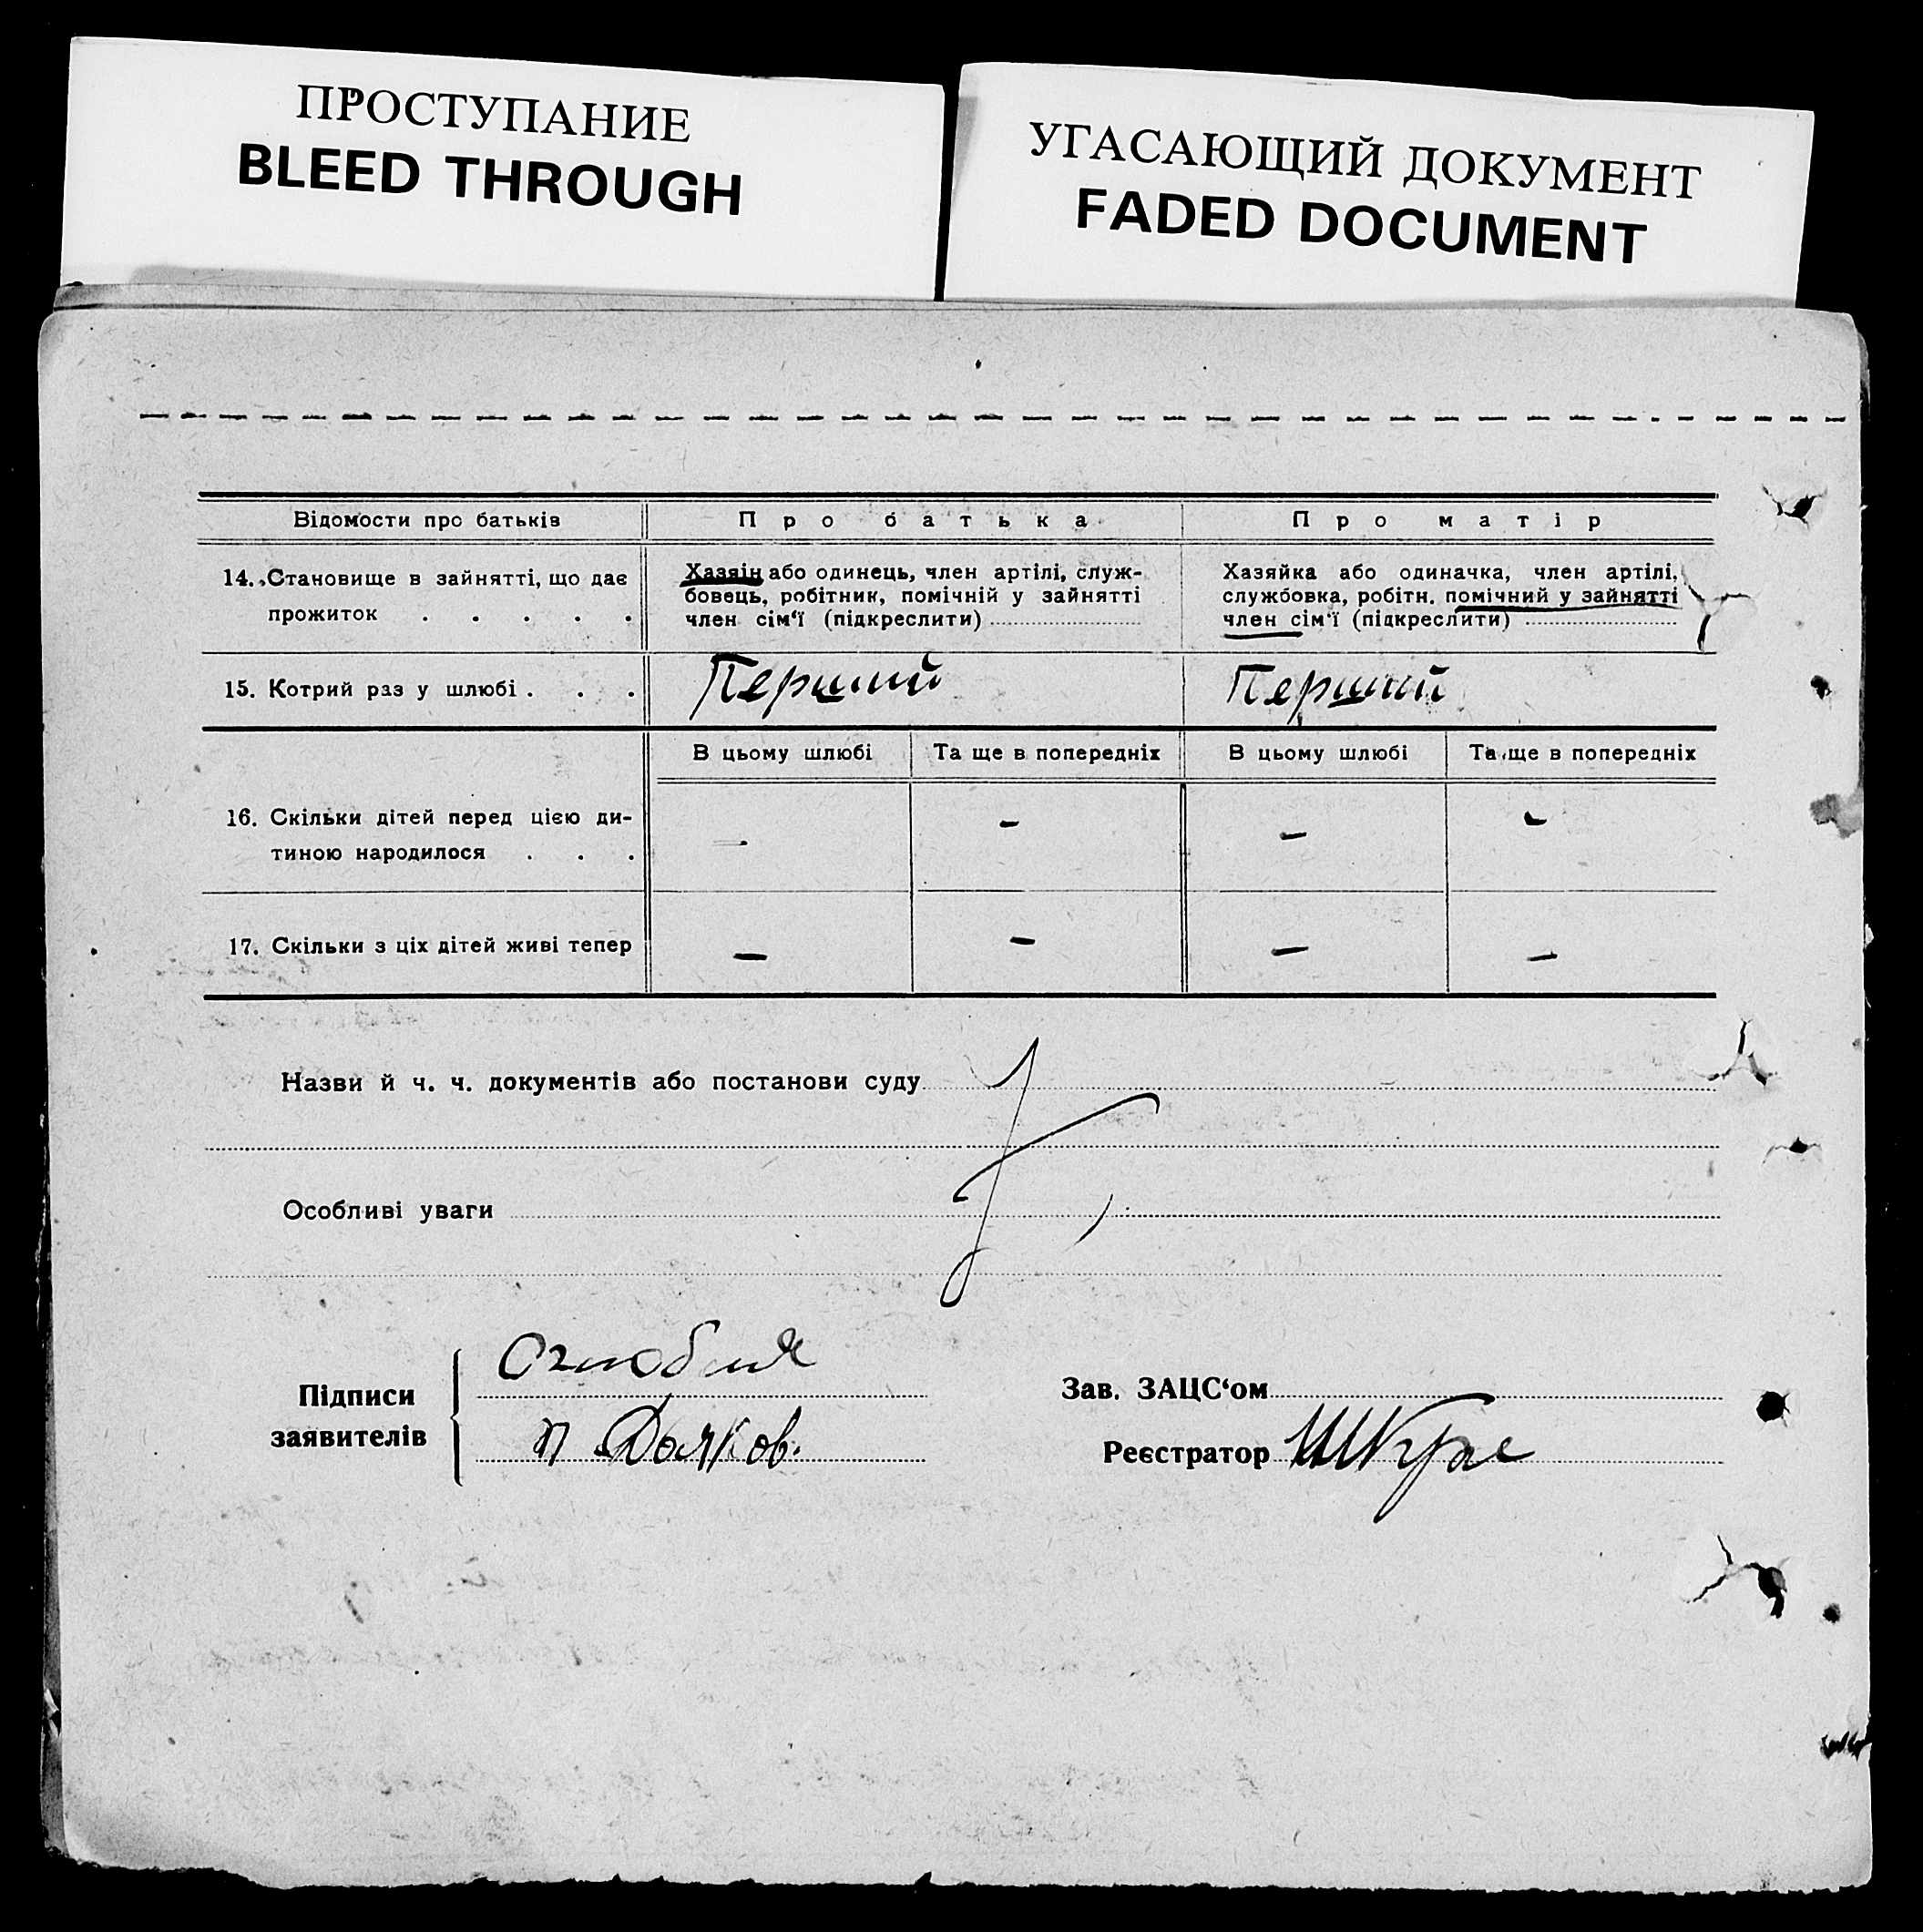 ПРОСТУПАНИЕ
BLEED THROUGH
УГАСАЮЩИЙ ДОКУМЕНТ
FADED DOCUMENT
Відомости про батьків
Про батька
Про матір
14. Становище в зайнятті, що дає
прожиток . . . . .
Хазяін або одинець, член артілі, служ-
бовець, робітник, помічній у зайнятті
член сім‘ї (підкреслити)
Хазяйка або одиначка, член артілі,
службовка, робітн. помічний у зайнятті
член сім‘ї (підкреслити)
15. Котрий раз у шлюбі . . .
Перший
Перший
В цьому шлюбі
Та ще в попередніх
В цьому шлюбі
Та ще в попередніх
16. Скільки дітей перед цією ди-
тиною народилося . . .
– – – –
17. Скільки з ціх дітей живі тепер
– – – –
Назви й ч. ч. документів або постанови суду
Особливі уваги
Підписи
заявителів
Зав. ЗАЦС‘ом
Реєстратор